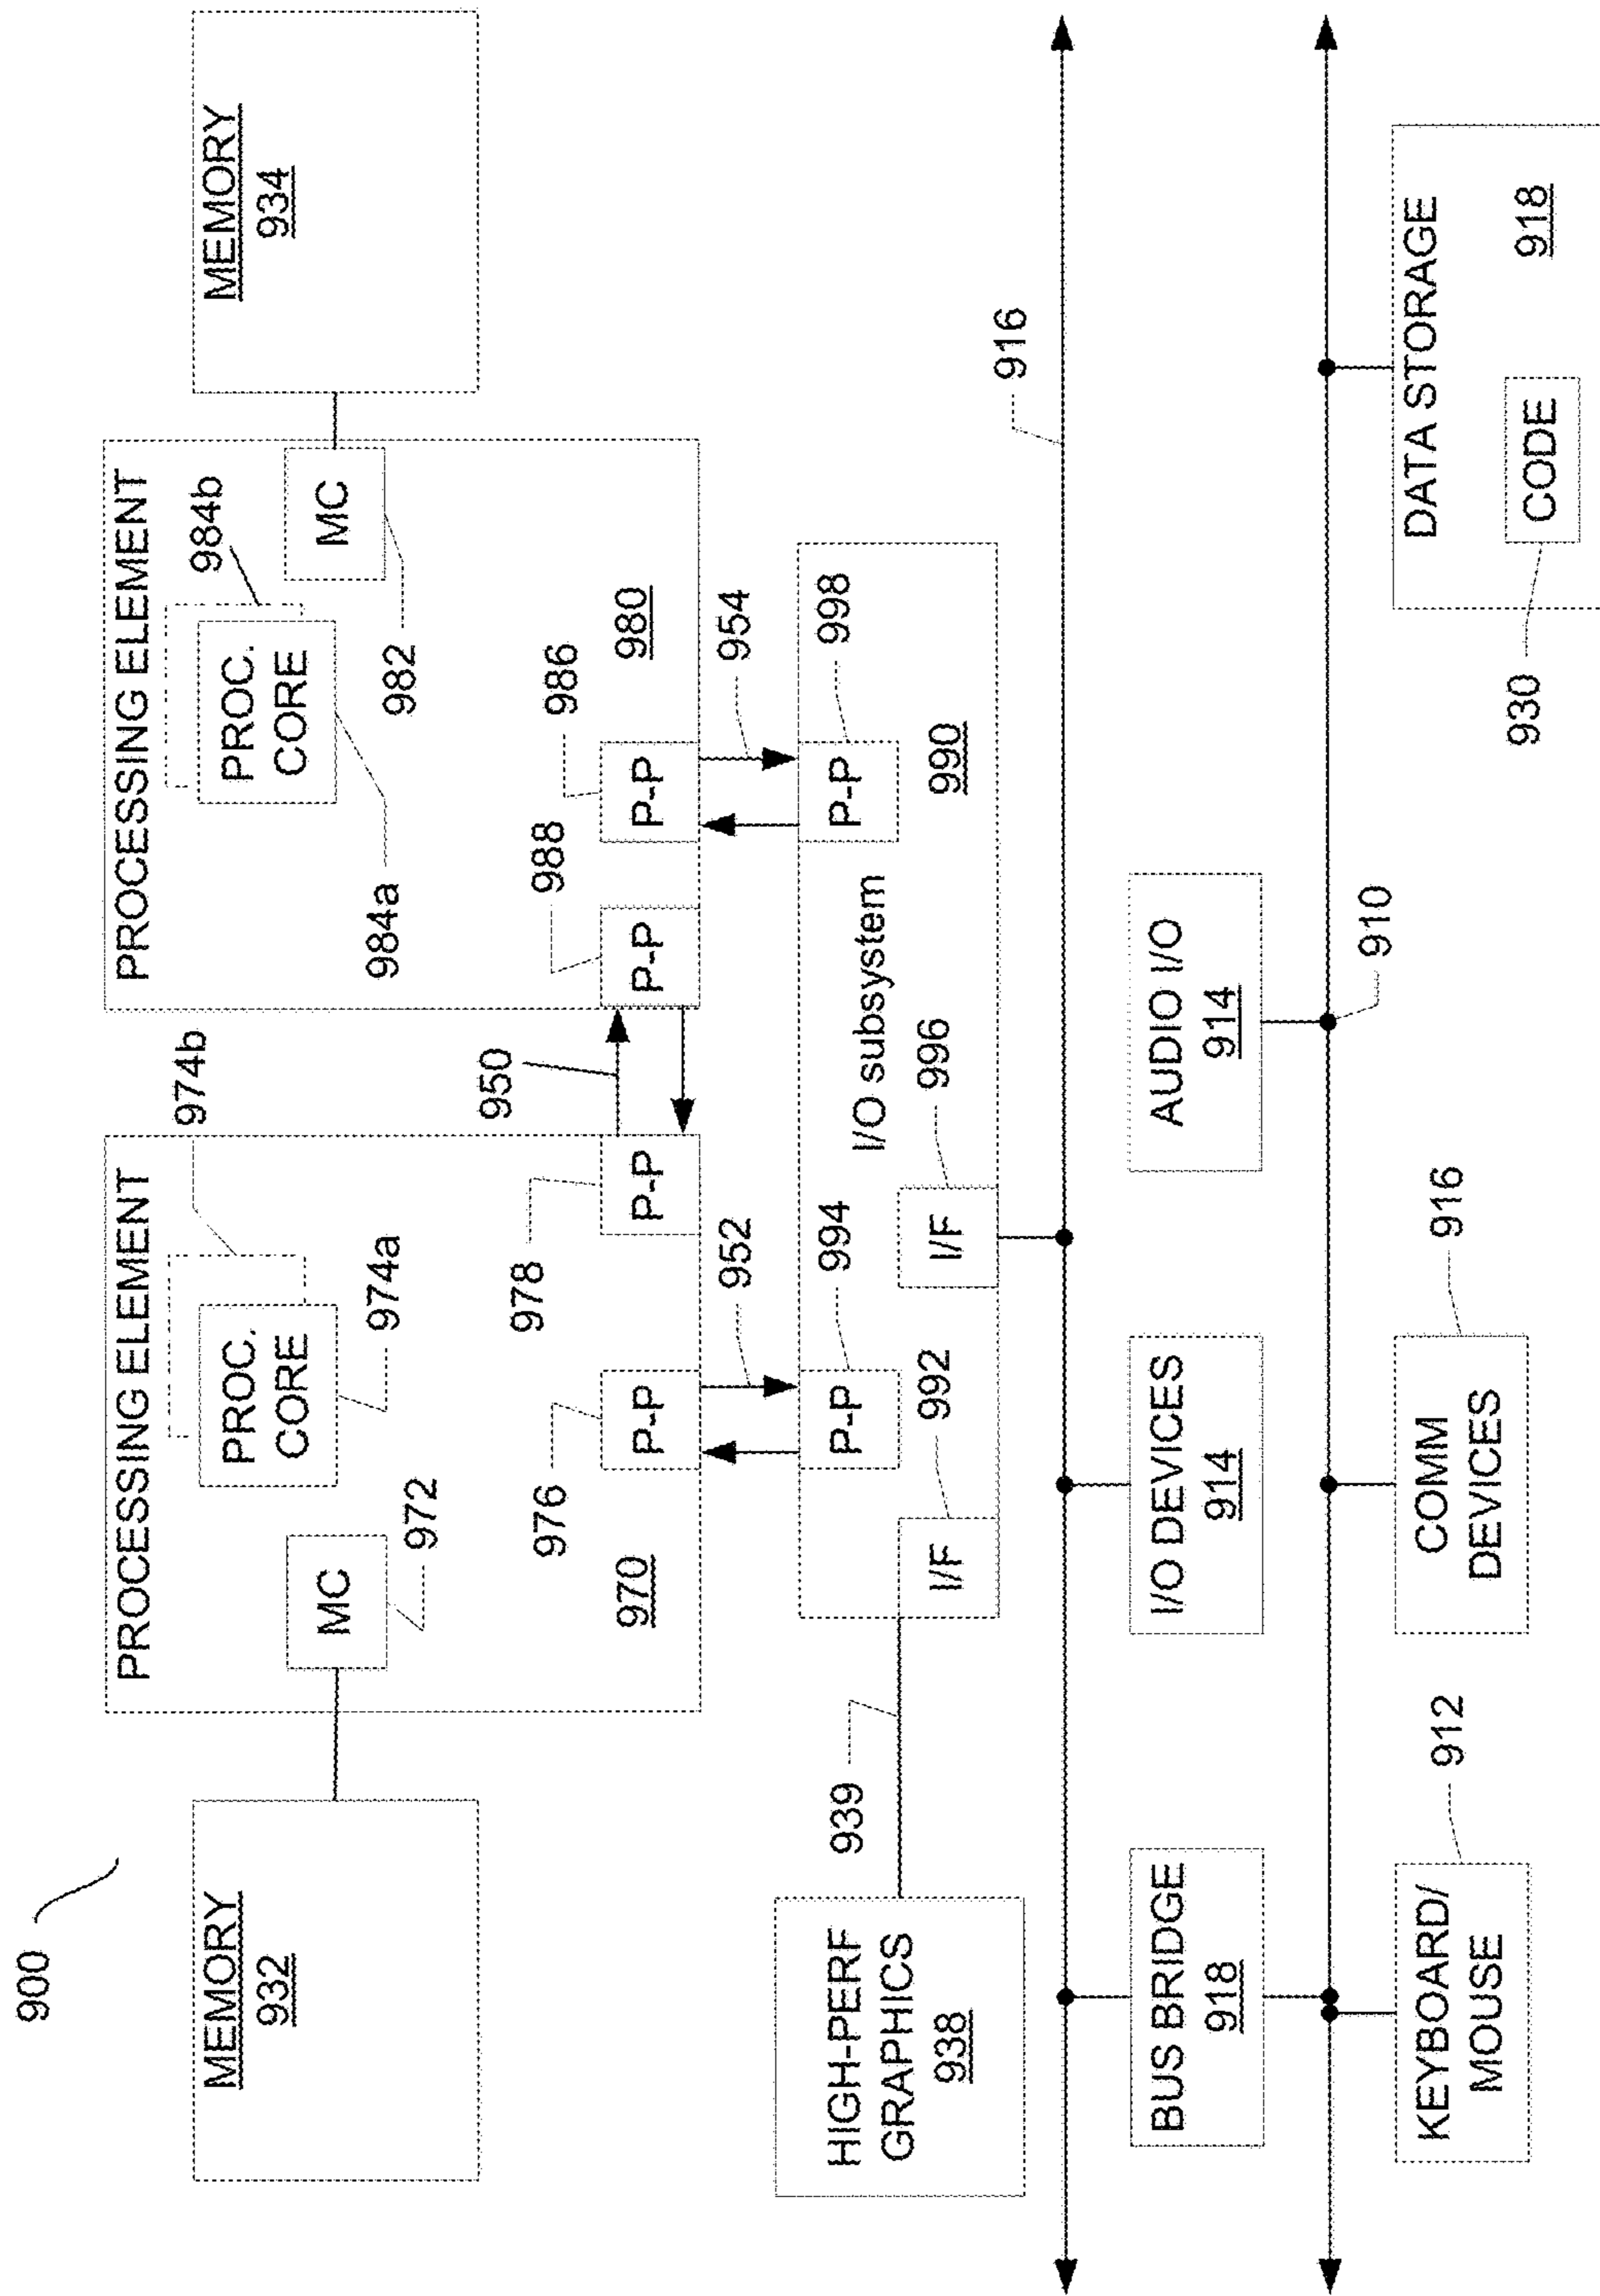 900
MEMORY
932
PROCESSING ELEMENT
MC
972
PROC.
CORE
974a
974b
976
P-P
978
P-P
970
950
PROCESSING ELEMENT
PROC.
CORE
984a
984b
MC
982
988
P-P
986
P-P
980
MEMORY
934
952
954
HIGH-PERF
GRAPHICS
938
939
I/F
992
P-P
994
I/F
996
I/O subsystem
P-P
998
990
916
BUS BRIDGE
918
I/O DEVICES
914
AUDIO I/O
914
910
KEYBOARD/
MOUSE
912
COMM
DEVICES
916
DATA STORAGE
918
CODE
930